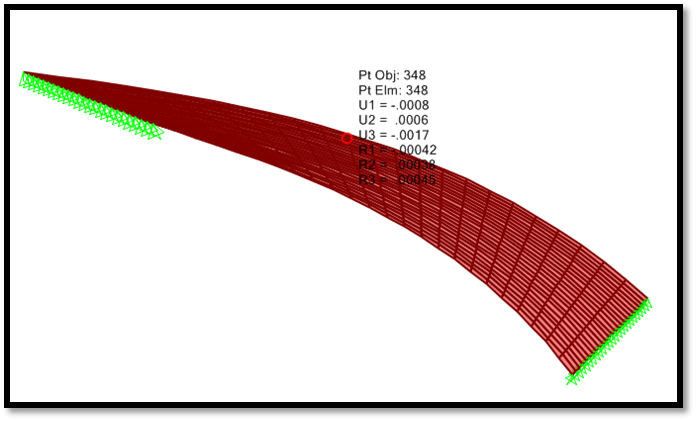 Pt Obj: 348
Pt Elm: 348
U1 = -.0008
U2 = .0006
U3 = -.0017
R1 = -.00042
R2 = .00038
R3 = .00045